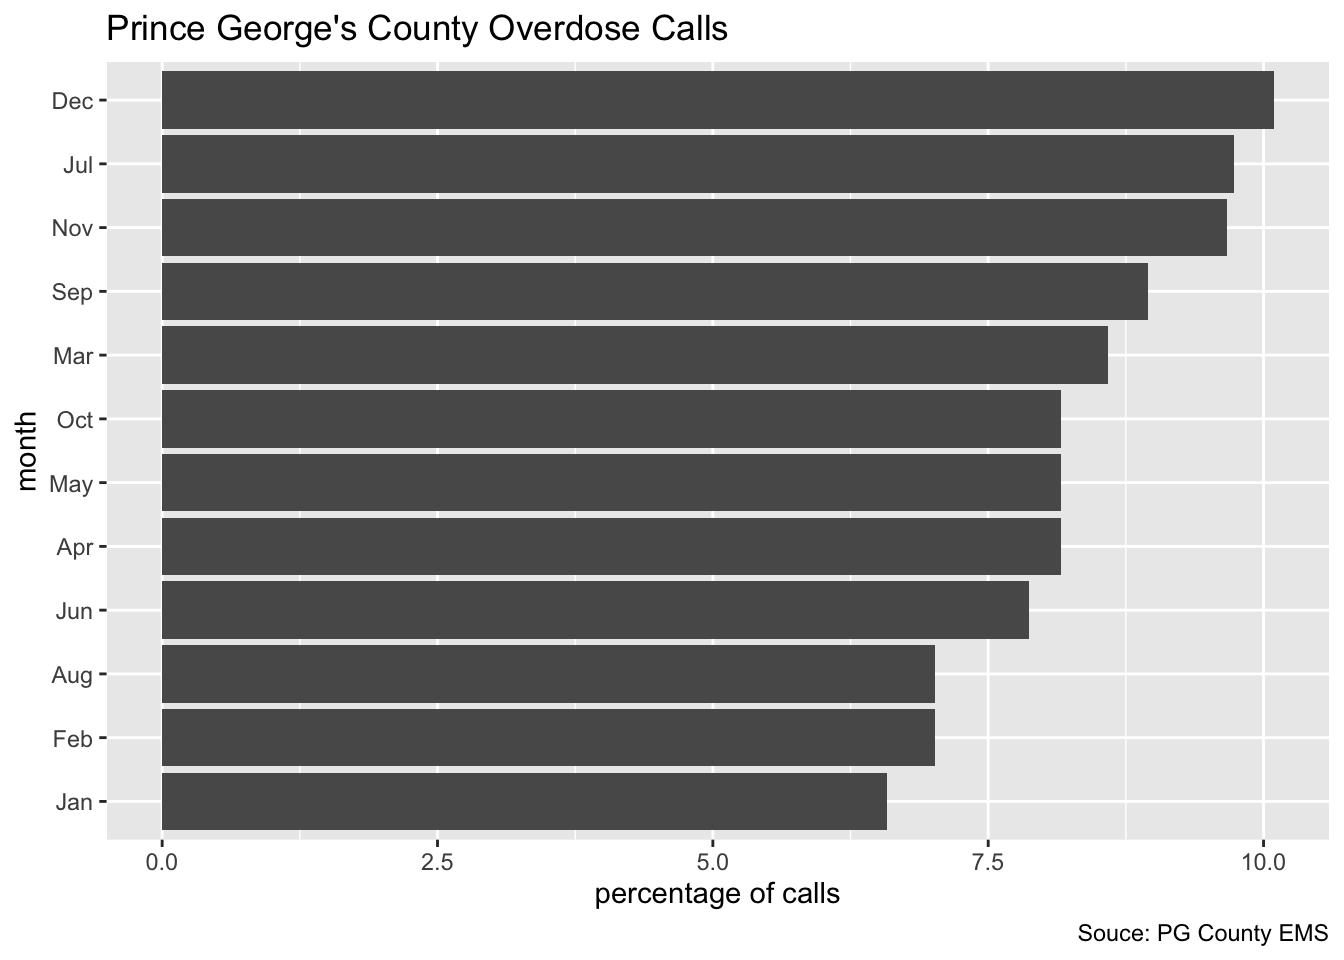 Prince George's County Overdose Calls
Dec
Jul
Nov
Sep
Mar
Oct
May
Apr
Jun
Aug
Feb
Jan
month
0.0 2.5 5.0 7.5 10.0
percentage of calls
Souce: PG County EMS